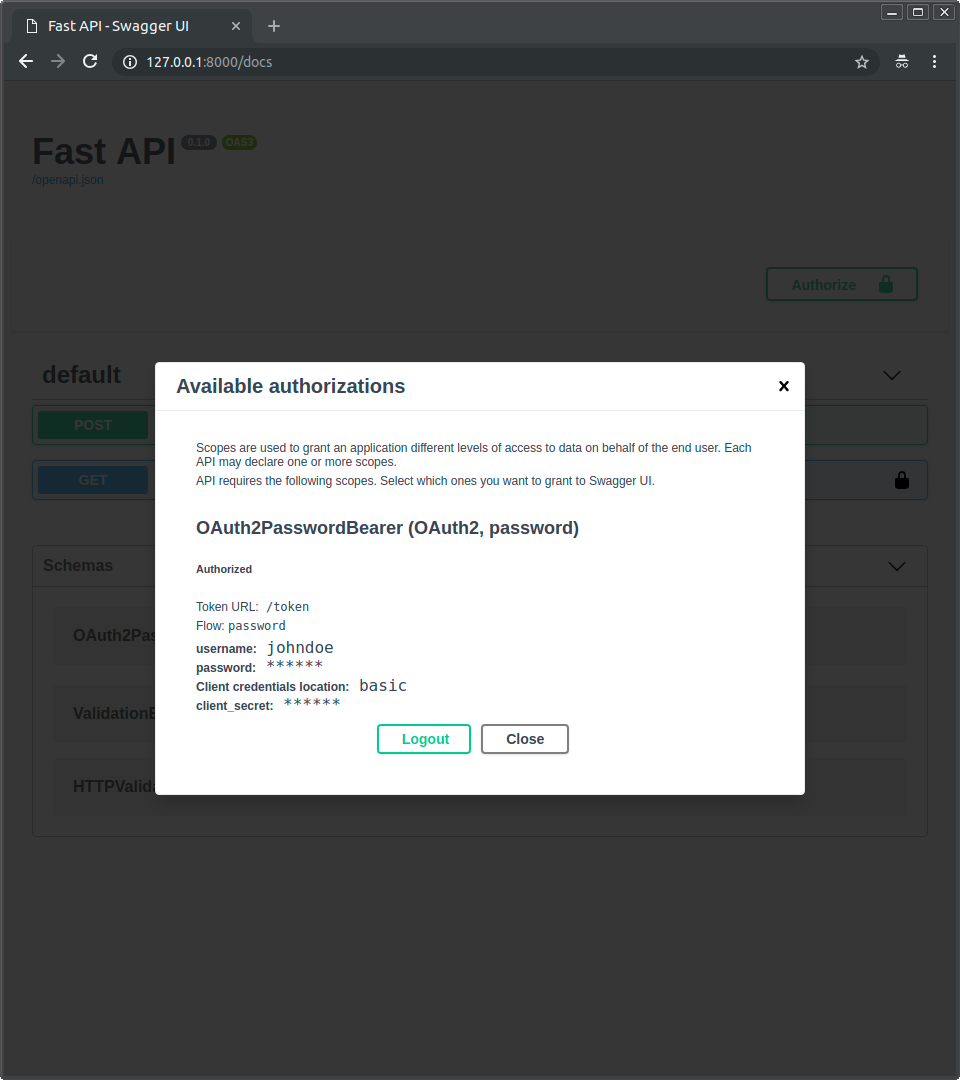 Fast API - Swagger UI
127.0.0.1:8000/docs
Fast API 0.1.0 OAS3
/openapi.json
Authorize
default
POST
GET
Available authorizations
Scopes are used to grant an application different levels of access to data on behalf of the end user. Each
API may declare one or more scopes.
API requires the following scopes. Select which ones you want to grant to Swagger UI.
OAuth2PasswordBearer (OAuth2, password)
Authorized
Token URL: /token
Flow: password
username: johndoe
password: ******
Client credentials location: basic
client_secret: ******
Logout Close
Schemas
OAuth2Pas
Validation
HTTPValid